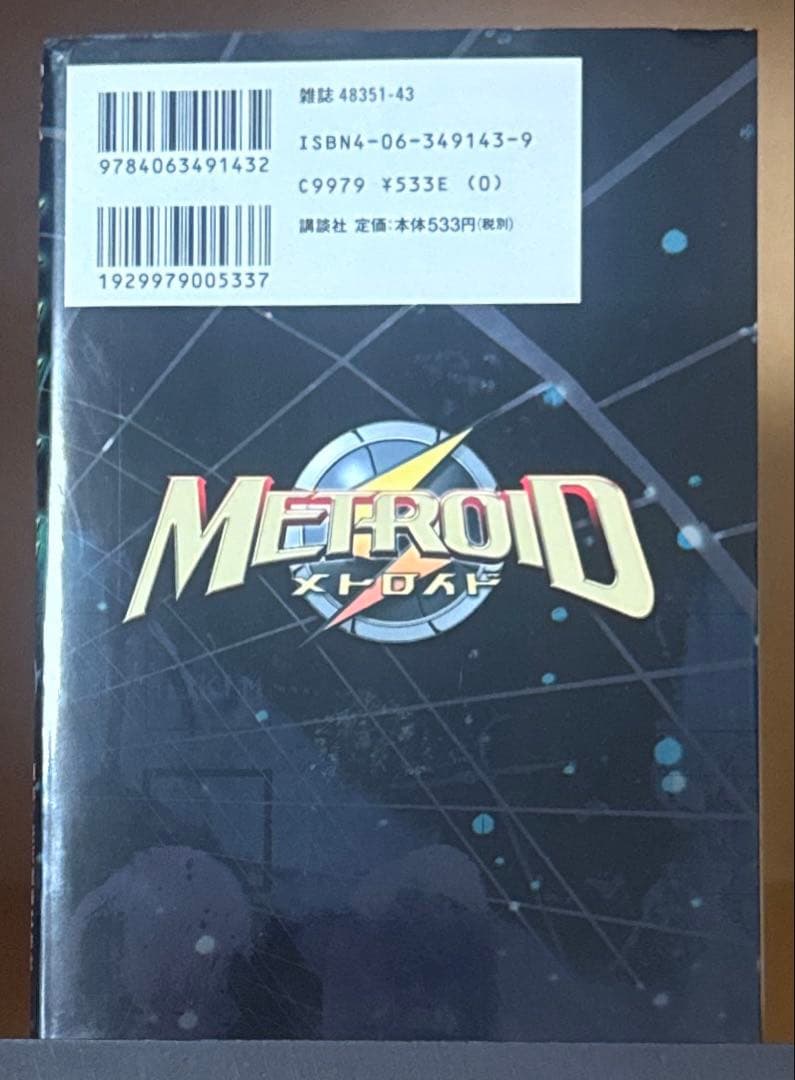 雑誌 48351-43
9784063491432
ISBN4-06-349143-9
C9979 ¥533E (0)
講談社 定価:本体533円(税別)
1929979005337
METROID
メトロイド